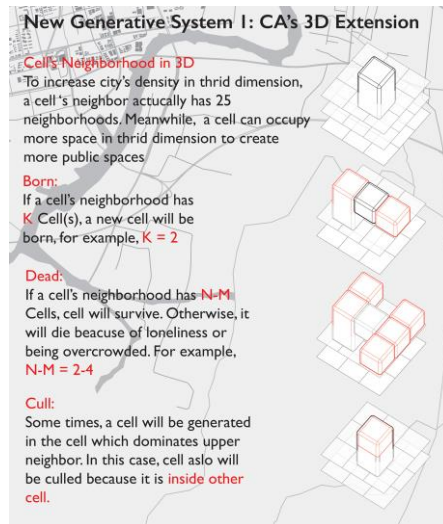 New Generative System 1: CA's 3D Extension
Cell's Neighborhood in 3D
To increase city's density in thrid dimension,
a cell 's neighbor actucally has 25
neighborhoods. Meanwhile, a cell can occupy
more space in thrid dimension to create
more public spaces
Born:
If a cell's neighborhood has
K Cell(s), a new cell will be
born, for example, K = 2
Dead:
If a cell's neighborhood has N-M
Cells, cell will survive. Otherwise, it
will die beacuse of loneliness or
being overcrowded. For example,
N-M = 2-4
Cull:
Some times, a cell will be generated
in the cell which dominates upper
neighbor. In this case, cell aslo will
be culled because it is inside other
cell.